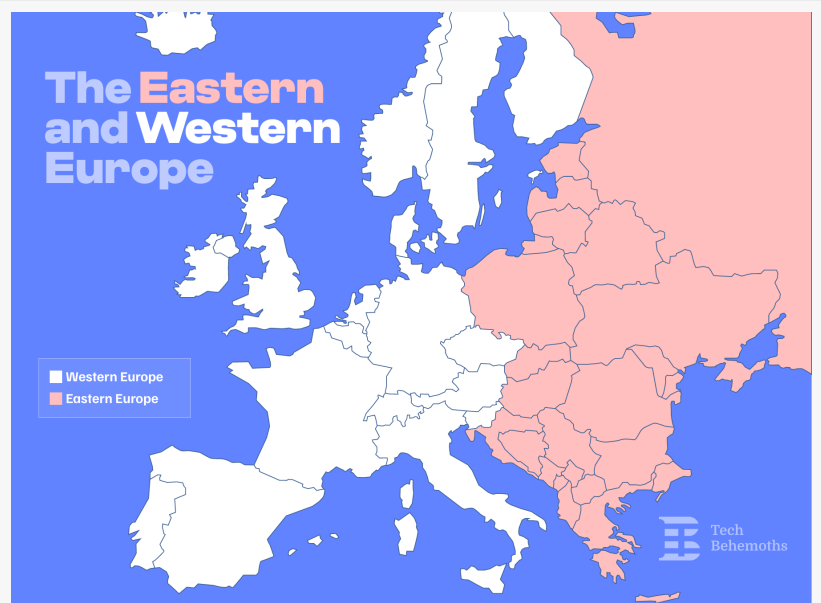 The Eastern
and Western
Europe
Western Europe
Eastern Europe
Tech
Behemoths